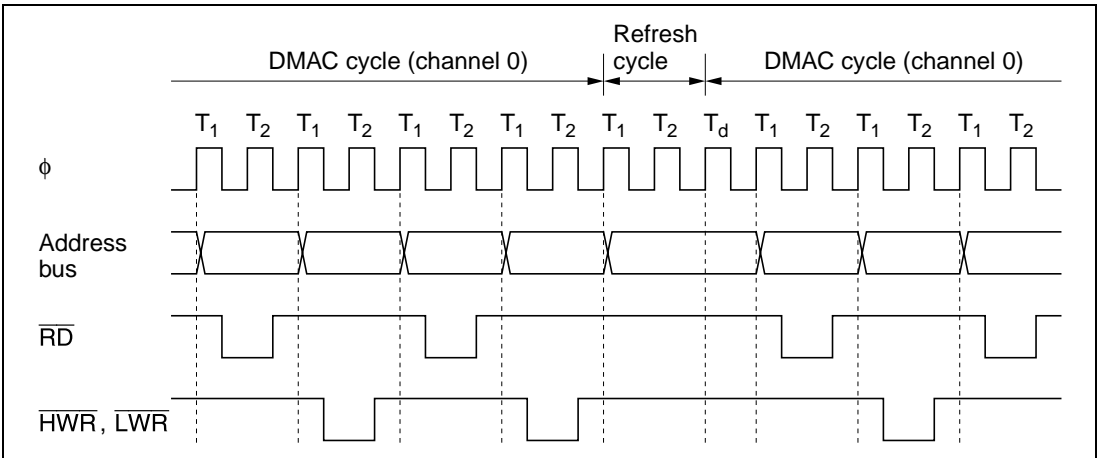 Refresh
DMAC cycle (channel 0) cycle DMAC cycle (channel 0)
T1 T2 T1 T2 T1 T2 T1 T2 T1 T2 Td T1 T2 T1 T2 T1 T2
φ
Address
bus
RD
HWR, LWR